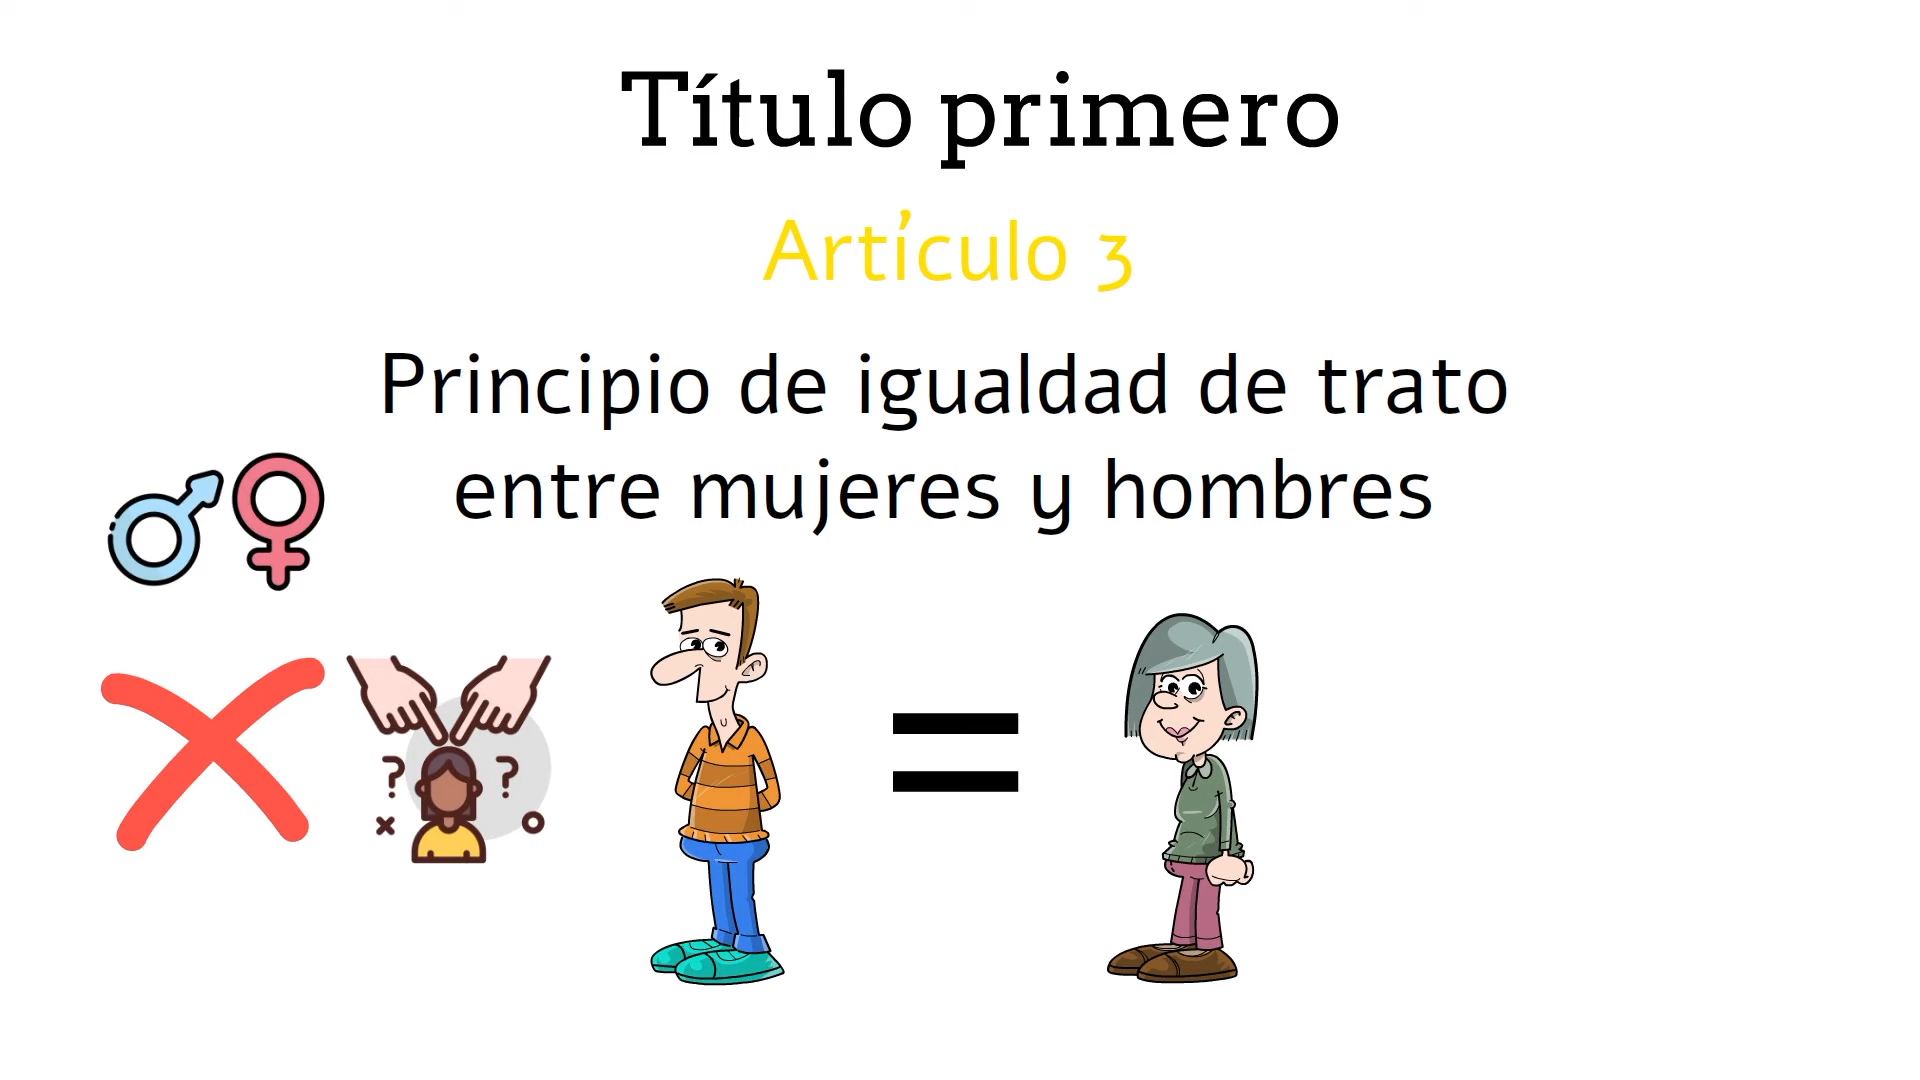 Título primero
Artículo 3
Principio de igualdad de trato
entre mujeres y hombres
? ?